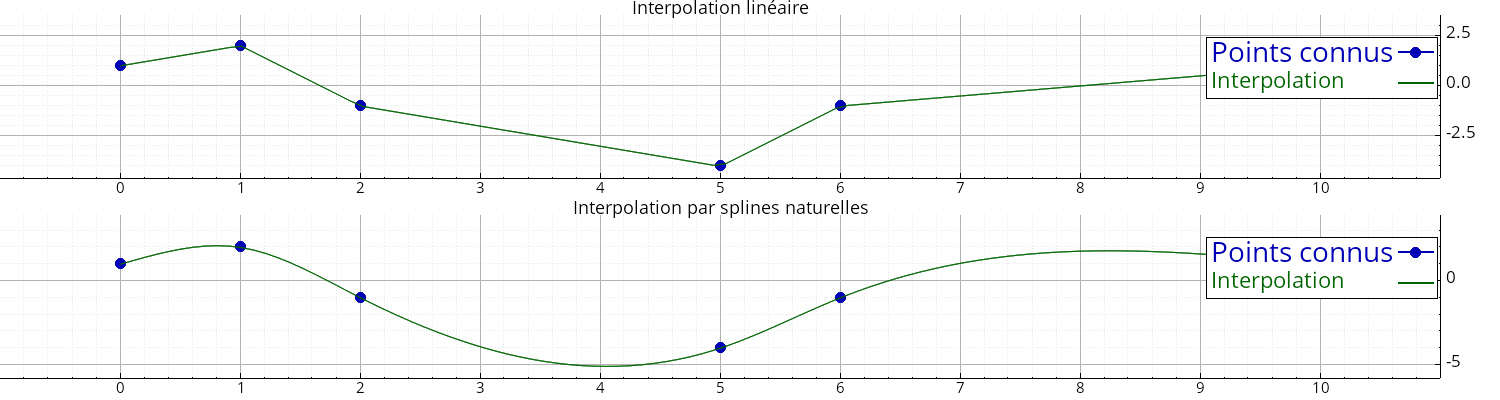 Interpolation linéaire
2.5
Points connus
Interpolation
0.0
-2.5
0 1 2 3 4 5 6 7 8 9 10
Interpolation par splines naturelles
Points connus
Interpolation
0
-5
0 1 2 3 4 5 6 7 8 9 10